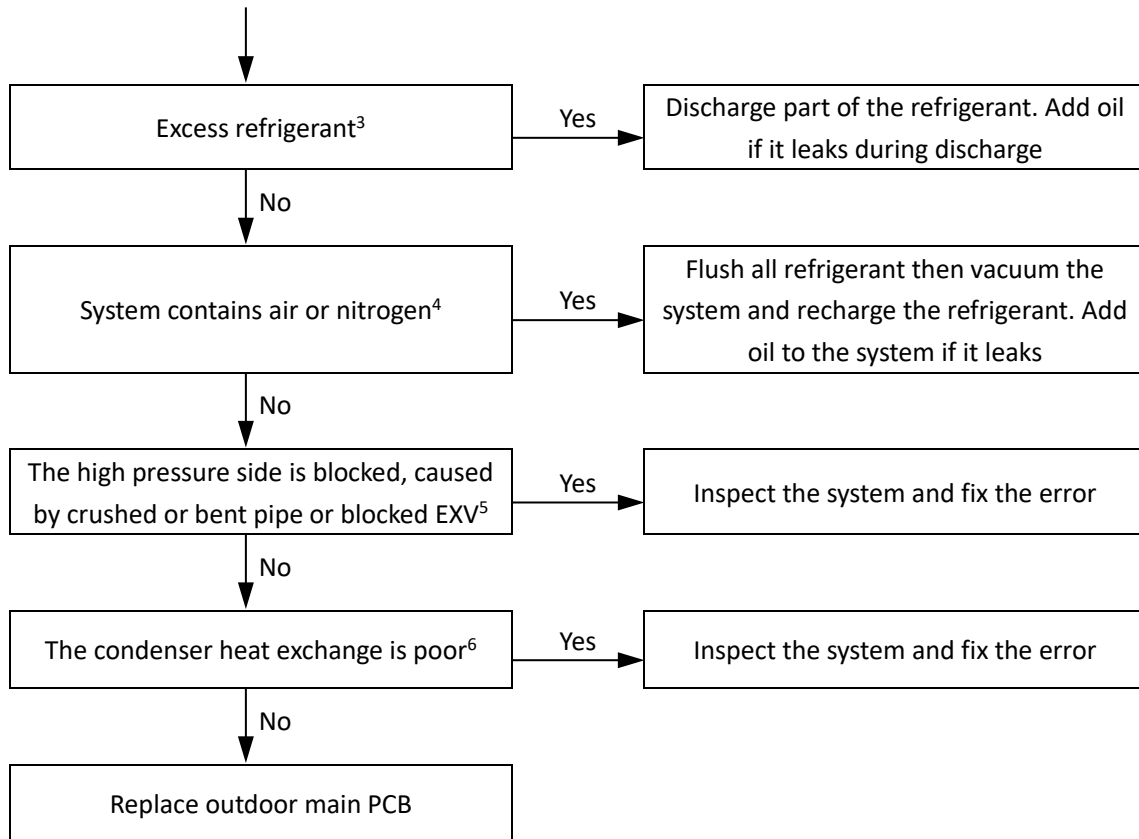 Excess refrigerant³
Yes
Discharge part of the refrigerant. Add oil
if it leaks during discharge
No
System contains air or nitrogen⁴
Yes
Flush all refrigerant then vacuum the
system and recharge the refrigerant. Add
oil to the system if it leaks
No
The high pressure side is blocked, caused
by crushed or bent pipe or blocked EXV⁵
Yes
Inspect the system and fix the error
No
The condenser heat exchange is poor⁶
Yes
Inspect the system and fix the error
No
Replace outdoor main PCB